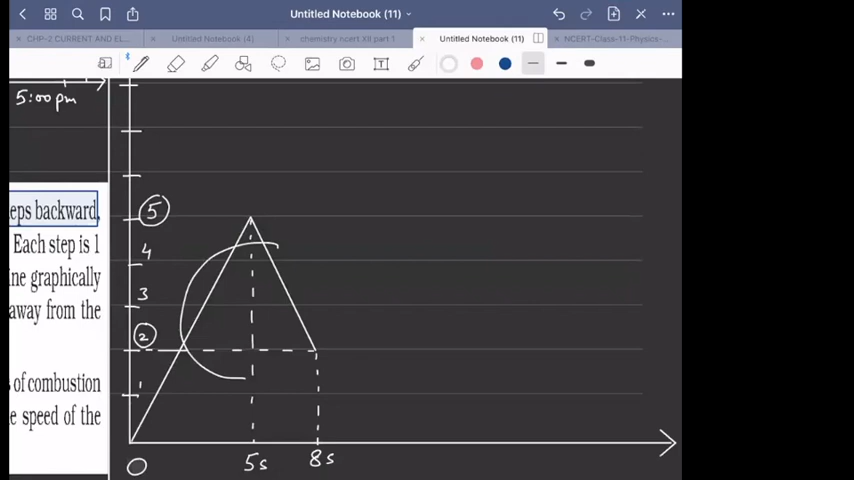 Untitled Notebook (11)
CHP-2 CURRENT AND EL...
Untitled Notebook (4)
chemistry ncert XII part 1
Untitled Notebook (11)
NCERT-Class-11-Physics-...
5:00pm
eps backward,
Each step is 1
ine graphically
away from the
s of combustion
e speed of the
5
4
3
2
1
0
5s
8s